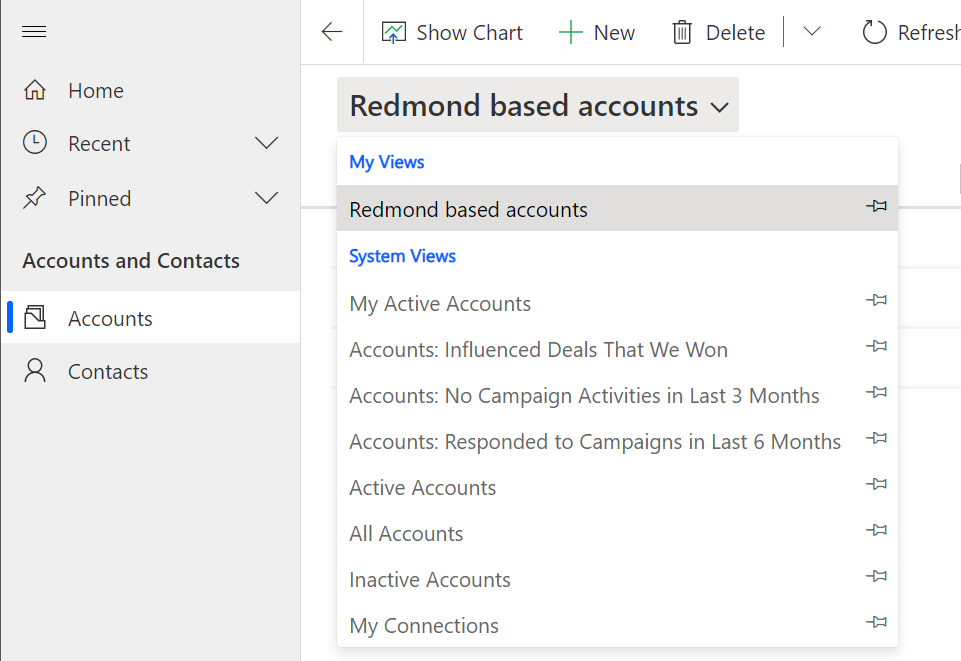 Show Chart
New
Delete
Refresh
Home
Recent
Pinned
Accounts and Contacts
Accounts
Contacts
Redmond based accounts
My Views
Redmond based accounts
System Views
My Active Accounts
Accounts: Influenced Deals That We Won
Accounts: No Campaign Activities in Last 3 Months
Accounts: Responded to Campaigns in Last 6 Months
Active Accounts
All Accounts
Inactive Accounts
My Connections